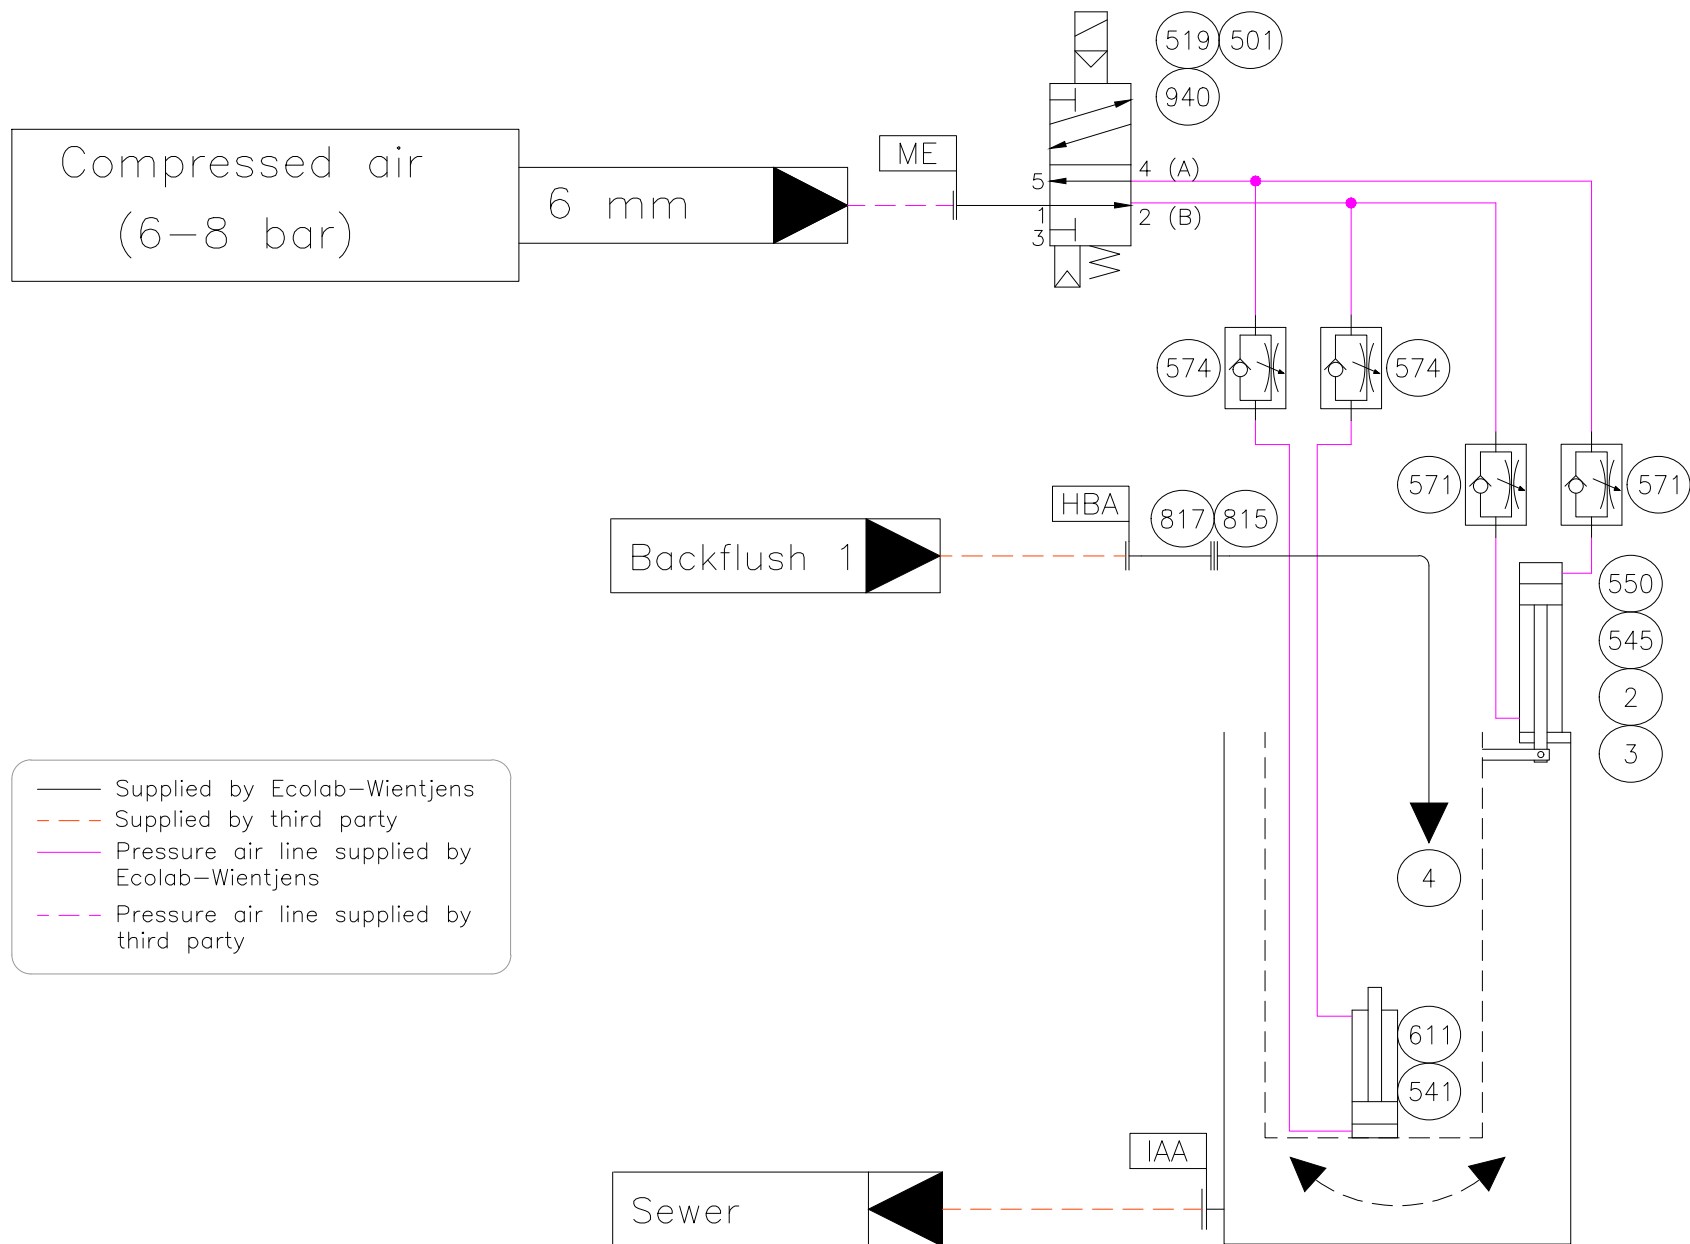 519 501
940
Compressed air
(6-8 bar)
6 mm
ME
4 (A)
5
1
2 (B)
3
574
574
571
571
HBA
817 815
Backflush 1
550
545
2
3
4
Supplied by Ecolab-Wientjens
Supplied by third party
Pressure air line supplied by
Ecolab-Wientjens
Pressure air line supplied by
third party
611
541
IAA
Sewer